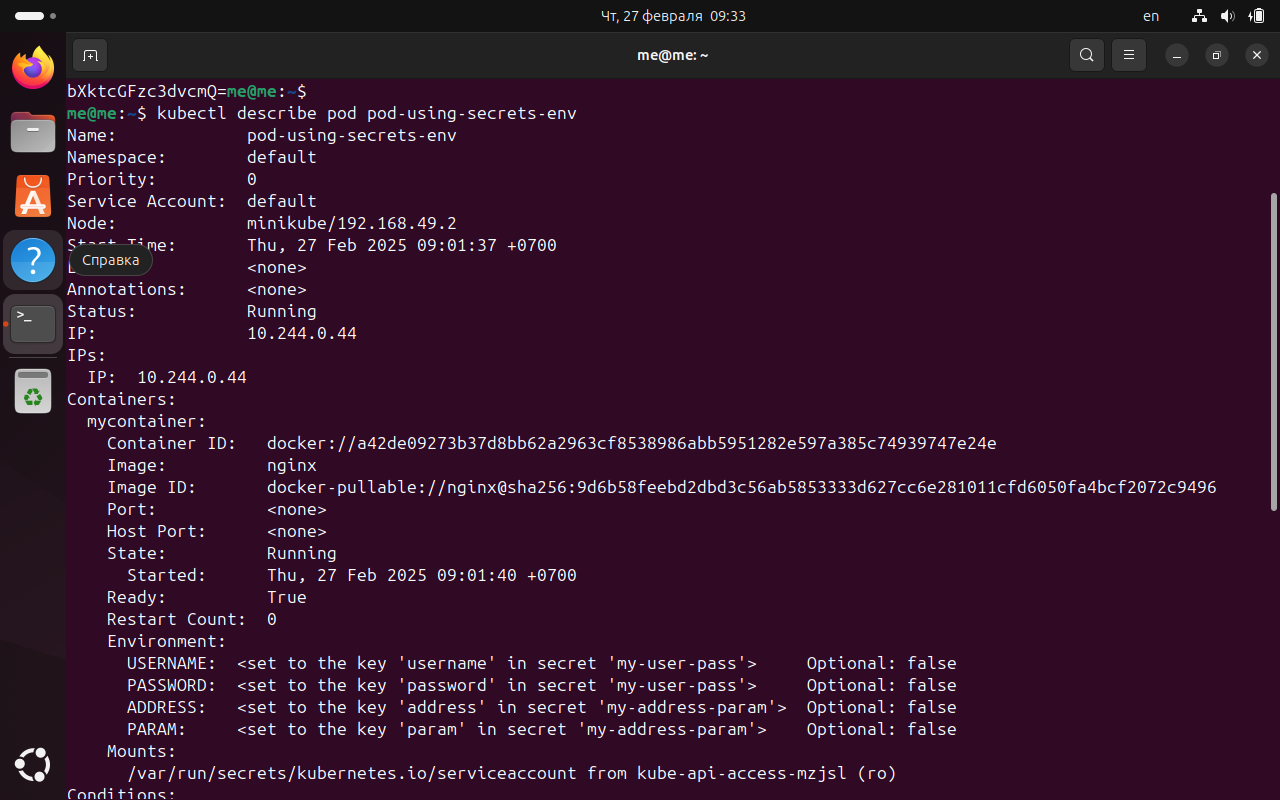 Чт, 27 февраля 09:33
en
me@me: ~
bXktcGFzc3dvcmQ=me@me:~$
me@me:~$ kubectl describe pod pod-using-secrets-env
Name: pod-using-secrets-env
Namespace: default
Priority: 0
Service Account: default
Node: minikube/192.168.49.2
Start Time: Thu, 27 Feb 2025 09:01:37 +0700
Справка
<none>
Annotations: <none>
Status: Running
IP: 10.244.0.44
IPs:
IP: 10.244.0.44
Containers:
mycontainer:
Container ID: docker://a42de09273b37d8bb62a2963cf8538986abb5951282e597a385c74939747e24e
Image: nginx
Image ID: docker-pullable://nginx@sha256:9d6b58feebd2dbd3c56ab5853333d627cc6e281011cfd6050fa4bcf2072c9496
Port: <none>
Host Port: <none>
State: Running
Started: Thu, 27 Feb 2025 09:01:40 +0700
Ready: True
Restart Count: 0
Environment:
USERNAME: <set to the key 'username' in secret 'my-user-pass'> Optional: false
PASSWORD: <set to the key 'password' in secret 'my-user-pass'> Optional: false
ADDRESS: <set to the key 'address' in secret 'my-address-param'> Optional: false
PARAM: <set to the key 'param' in secret 'my-address-param'> Optional: false
Mounts:
/var/run/secrets/kubernetes.io/serviceaccount from kube-api-access-mzjsl (ro)
Conditions: